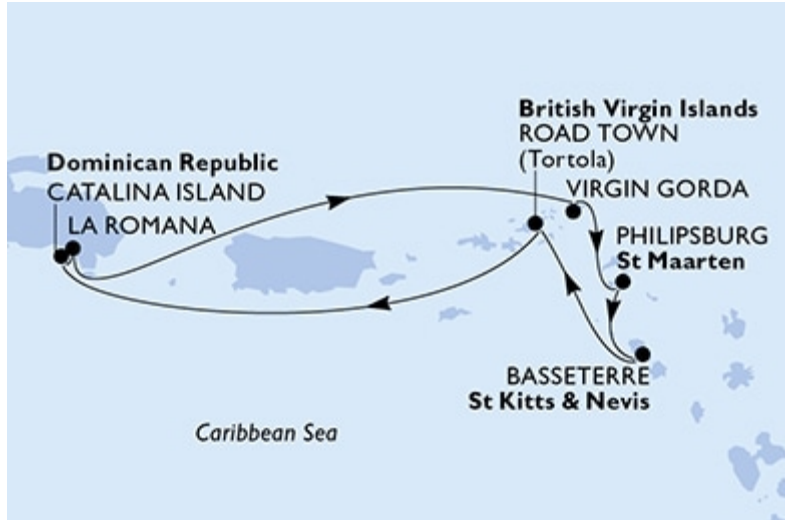 British Virgin Islands
ROAD TOWN
(Tortola)
Dominican Republic
CATALINA ISLAND
LA ROMANA
VIRGIN GORDA
PHILIPSBURG
St Maarten
BASSETERRE
St Kitts & Nevis
Caribbean Sea